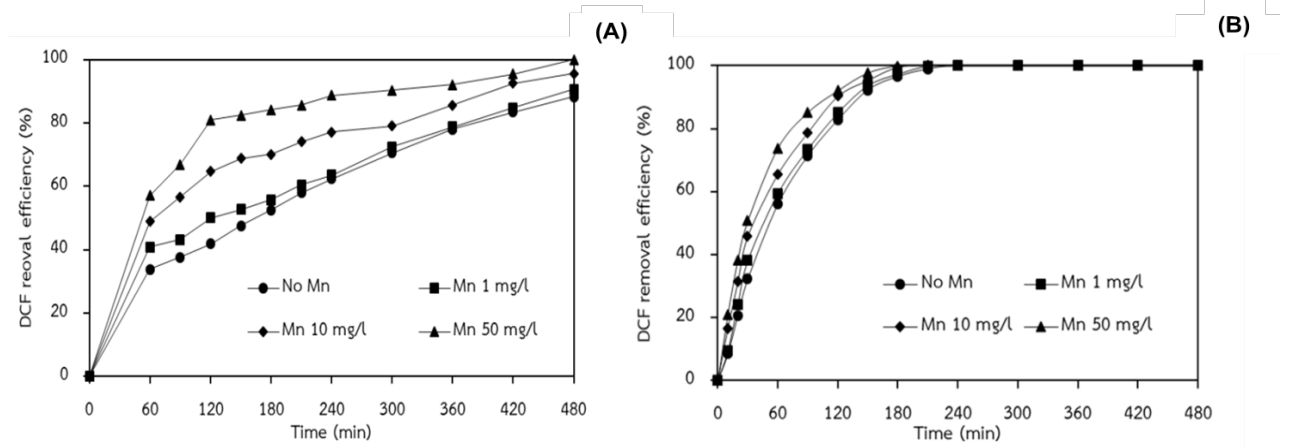 (A)
DCF reoval efficiency (%)
100
80
60
40
20
0
No Mn
Mn 1 mg/l
Mn 10 mg/l
Mn 50 mg/l
0 60 120 180 240 300 360 420 480
Time (min)
(B)
DCF removal efficiency (%)
100
80
60
40
20
0
No Mn
Mn 1 mg/l
Mn 10 mg/l
Mn 50 mg/l
0 60 120 180 240 300 360 420 480
Time (min)